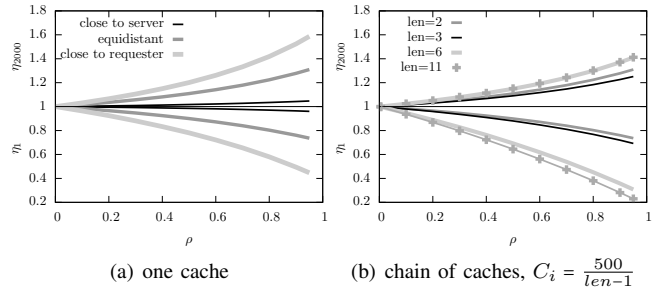 1.8
1.6
1.4
1.2
1
0.8
0.6
0.4
0.2
η2000
η1
close to server
equidistant
close to requester
0 0.2 0.4 0.6 0.8 1
ρ
(a) one cache
1.8
1.6
1.4
1.2
1
0.8
0.6
0.4
0.2
η2000
η1
len=2
len=3
len=6
len=11
0 0.2 0.4 0.6 0.8 1
ρ
(b) chain of caches, C_i = 500/(len-1)